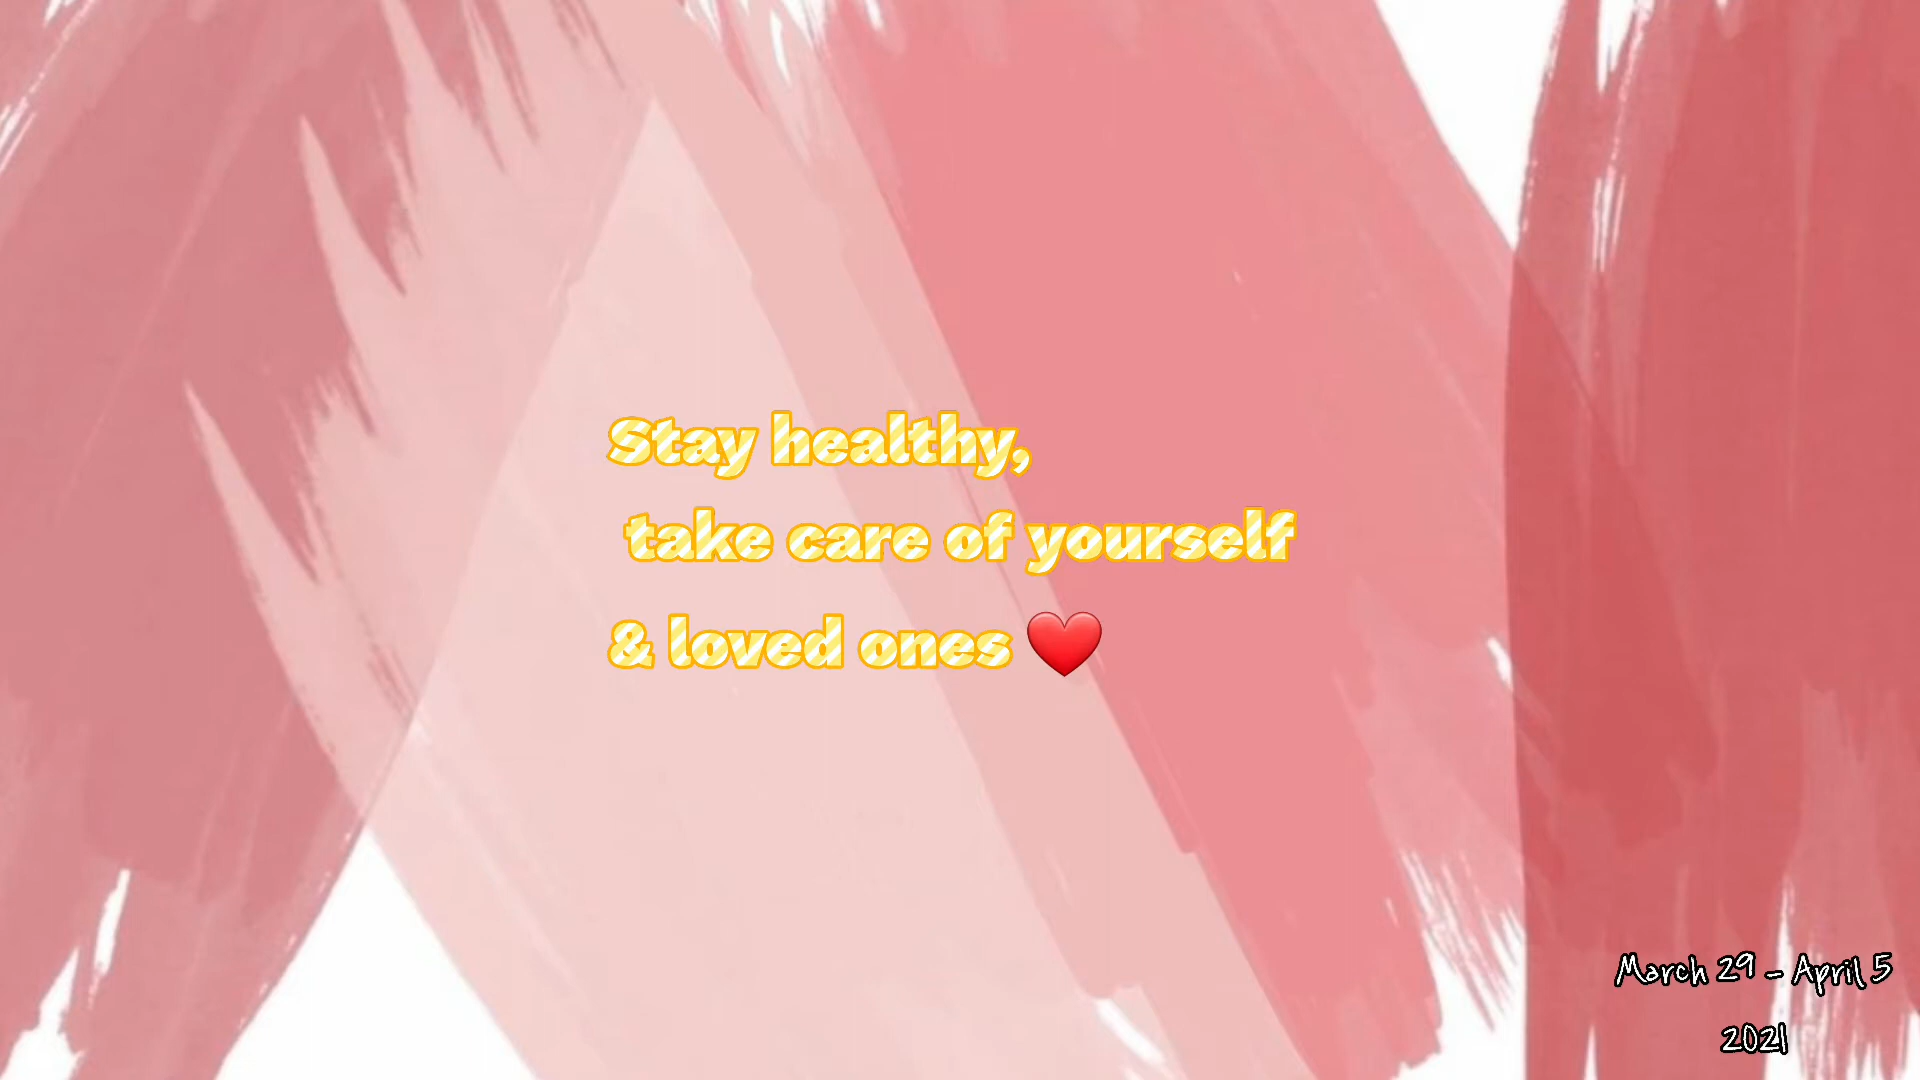 Stay healthy,
take care of yourself
& loved ones ❤️
March 29 - April 5
2021